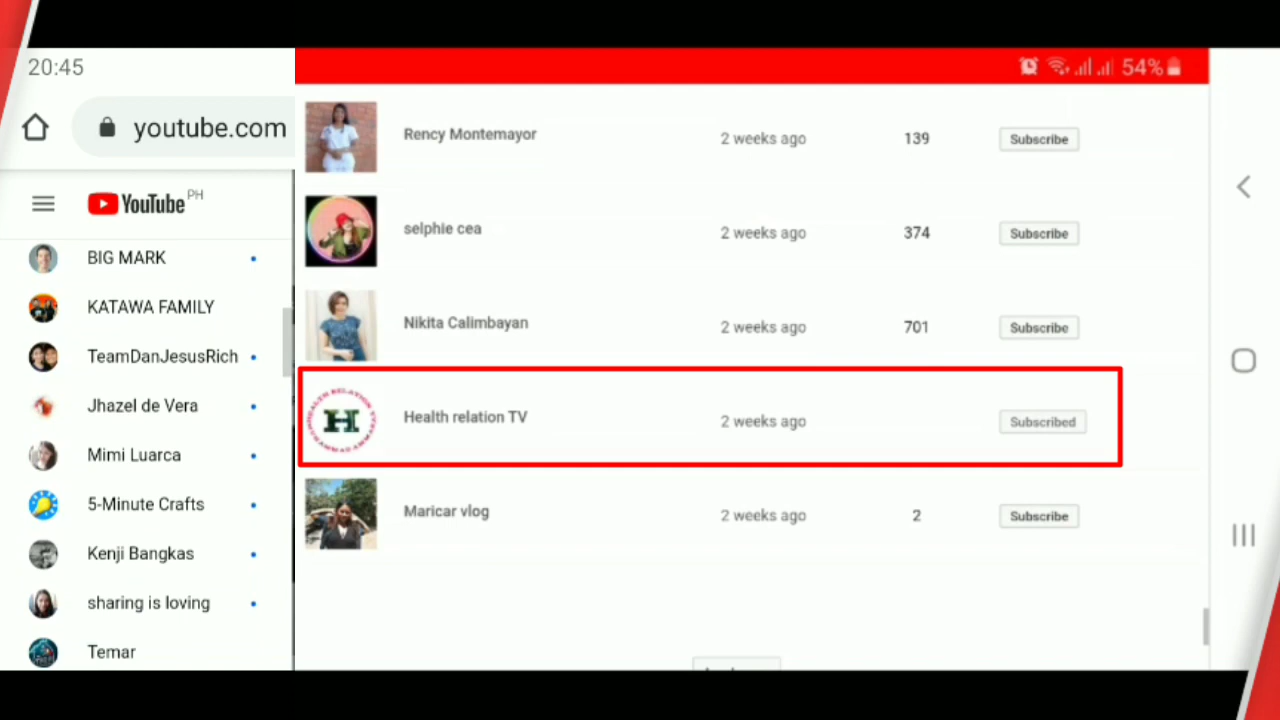 20:45
54%
youtube.com
YouTube PH
BIG MARK
KATAWA FAMILY
TeamDanJesusRich
Jhazel de Vera
Mimi Luarca
5-Minute Crafts
Kenji Bangkas
sharing is loving
Temar
Rency Montemayor 2 weeks ago 139 Subscribe
selphie cea 2 weeks ago 374 Subscribe
Nikita Calimbayan 2 weeks ago 701 Subscribe
H
Health relation TV 2 weeks ago Subscribed
Maricar vlog 2 weeks ago 2 Subscribe